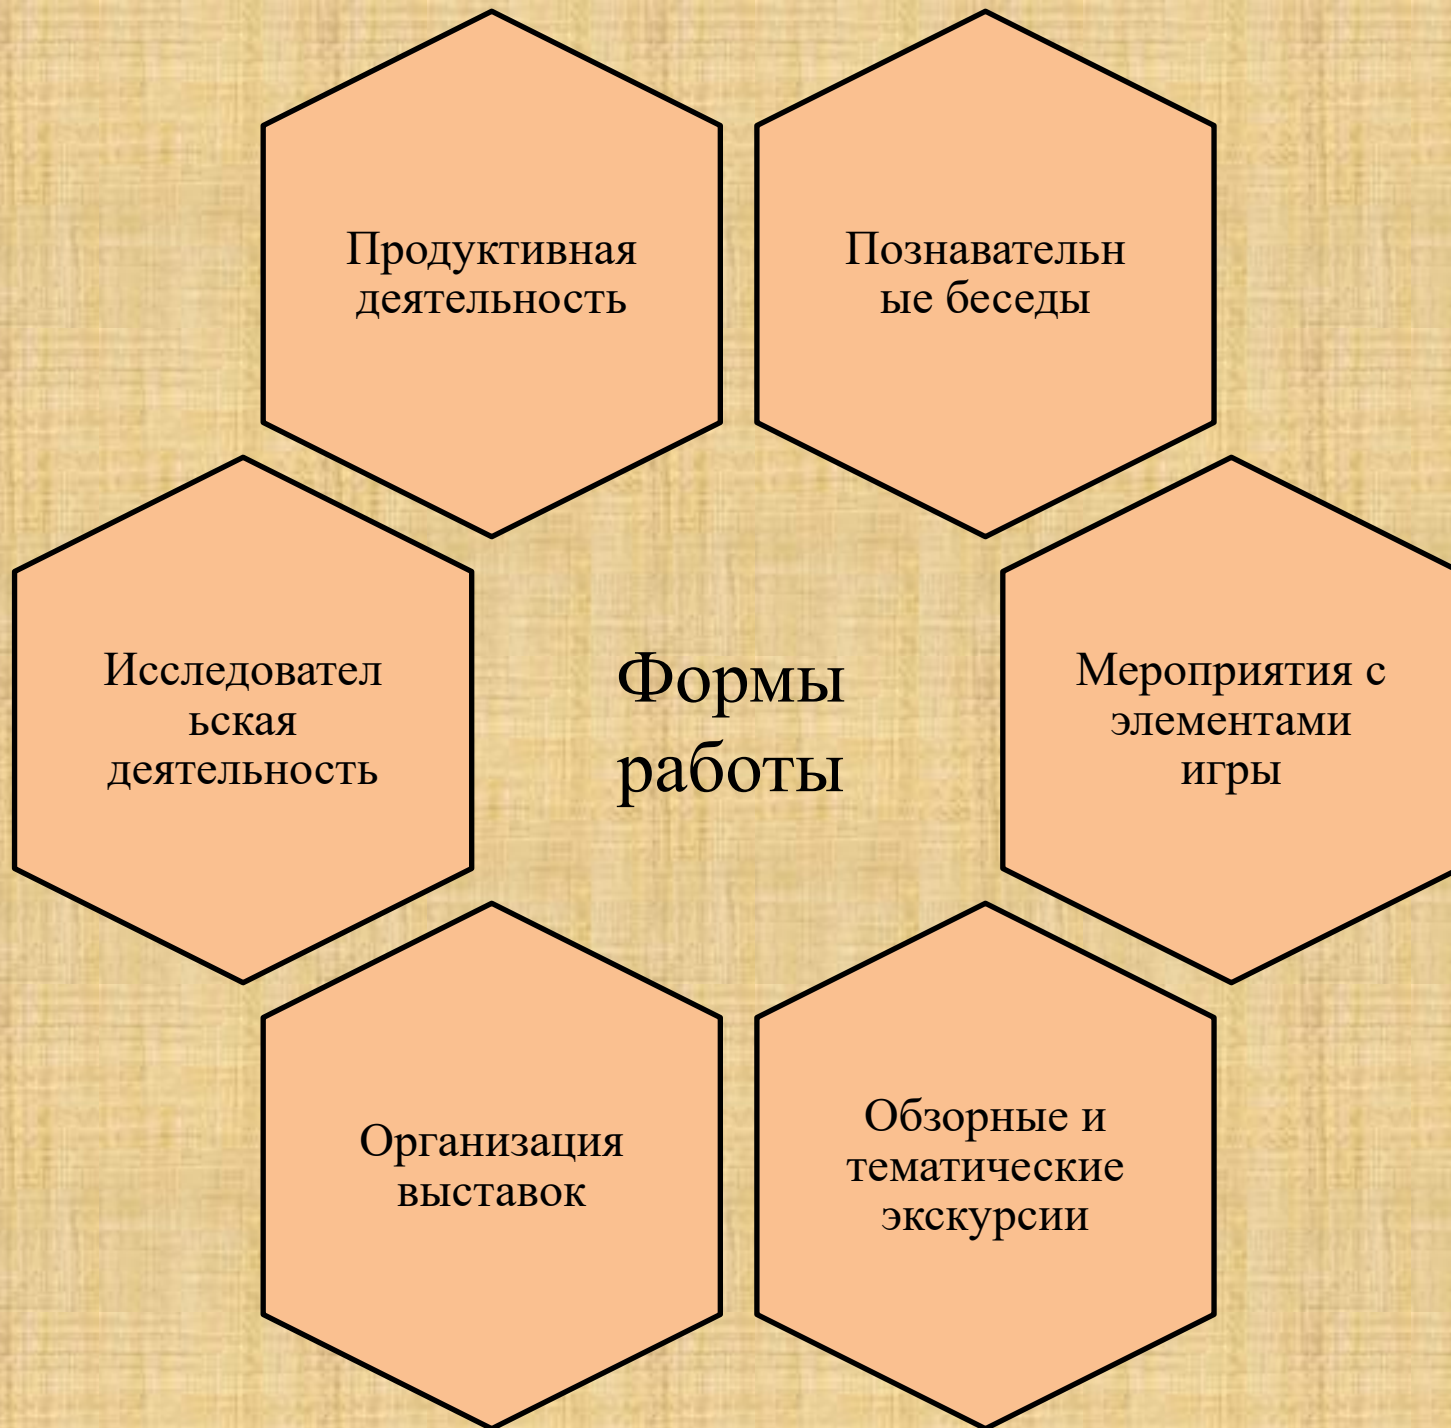 Продуктивная
деятельность
Познавательн
ые беседы
Исследовател
ьская
деятельность
Формы
работы
Мероприятия с
элементами
игры
Организация
выставок
Обзорные и
тематические
экскурсии